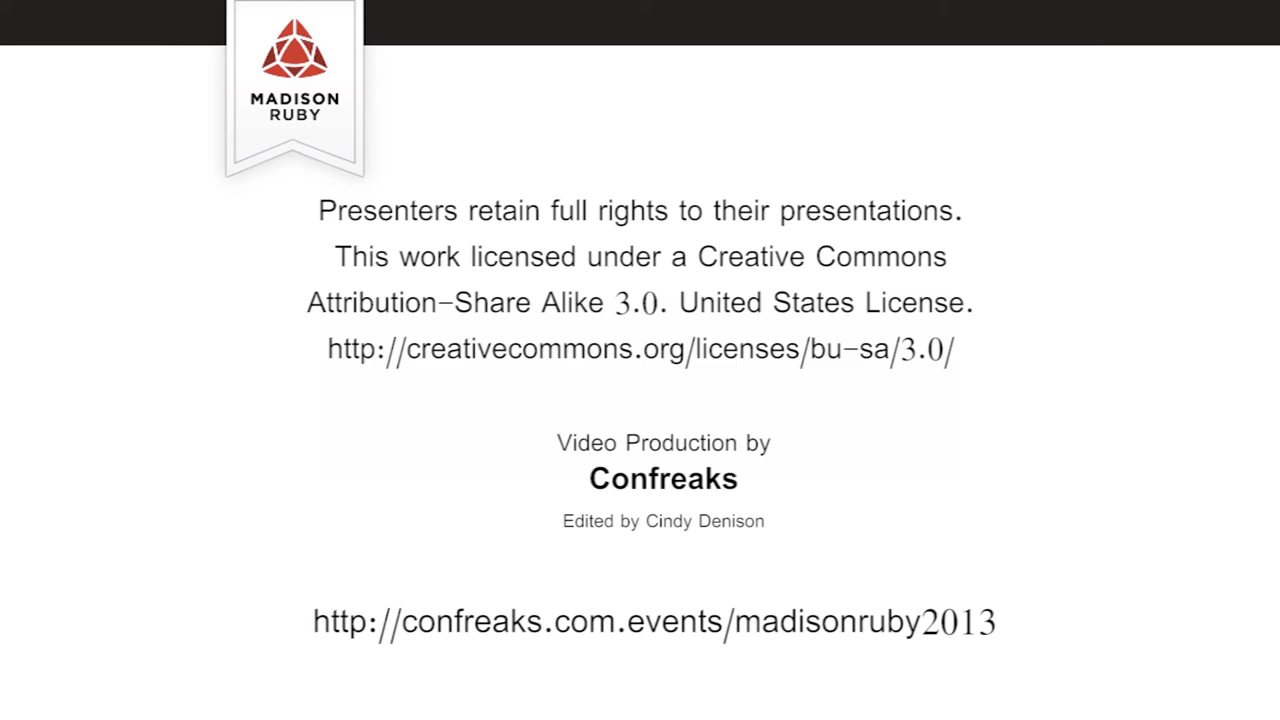 MADISON
RUBY
Presenters retain full rights to their presentations.
This work licensed under a Creative Commons
Attribution-Share Alike 3.0. United States License.
http://creativecommons.org/licenses/bu-sa/3.0/
Video Production by
Confreaks
Edited by Cindy Denison
http://confreaks.com.events/madisonruby2013